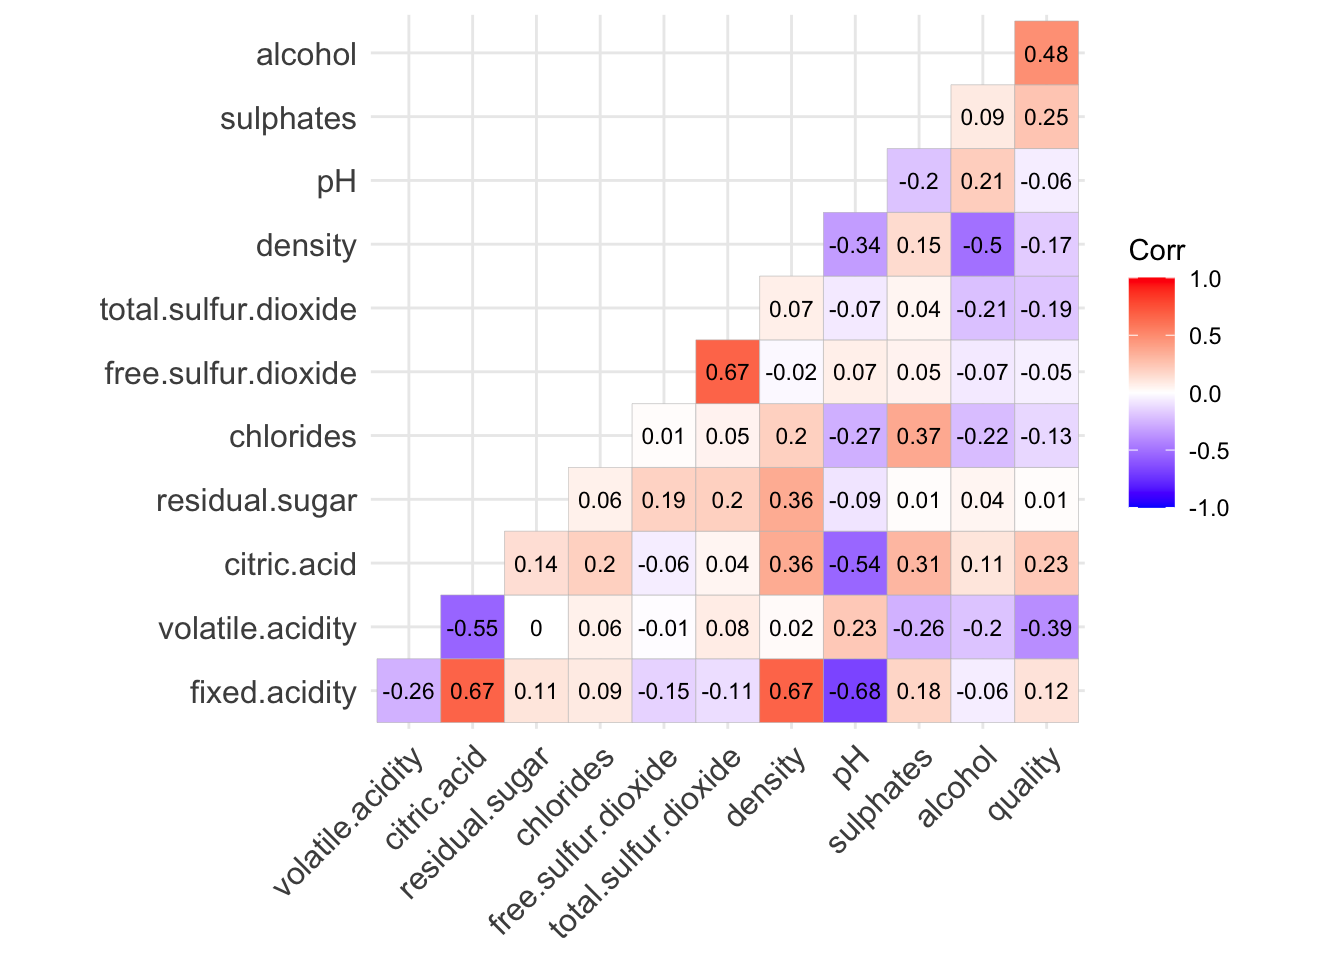 alcohol 0.48
sulphates 0.09 0.25
pH -0.2 0.21 -0.06
density -0.34 0.15 -0.5 -0.17
total.sulfur.dioxide 0.07 -0.07 0.04 -0.21 -0.19
free.sulfur.dioxide 0.67 -0.02 0.07 0.05 -0.07 -0.05
chlorides 0.01 0.05 0.2 -0.27 0.37 -0.22 -0.13
residual.sugar 0.06 0.19 0.2 0.36 -0.09 0.01 0.04 0.01
citric.acid 0.14 0.2 -0.06 0.04 0.36 -0.54 0.31 0.11 0.23
volatile.acidity -0.55 0 0.06 -0.01 0.08 0.02 0.23 -0.26 -0.2 -0.39
fixed.acidity -0.26 0.67 0.11 0.09 -0.15 -0.11 0.67 -0.68 0.18 -0.06 0.12
volatile.acidity
citric.acid
residual.sugar
chlorides
free.sulfur.dioxide
total.sulfur.dioxide
density
pH
sulphates
alcohol
quality
Corr
1.0
0.5
0.0
-0.5
-1.0